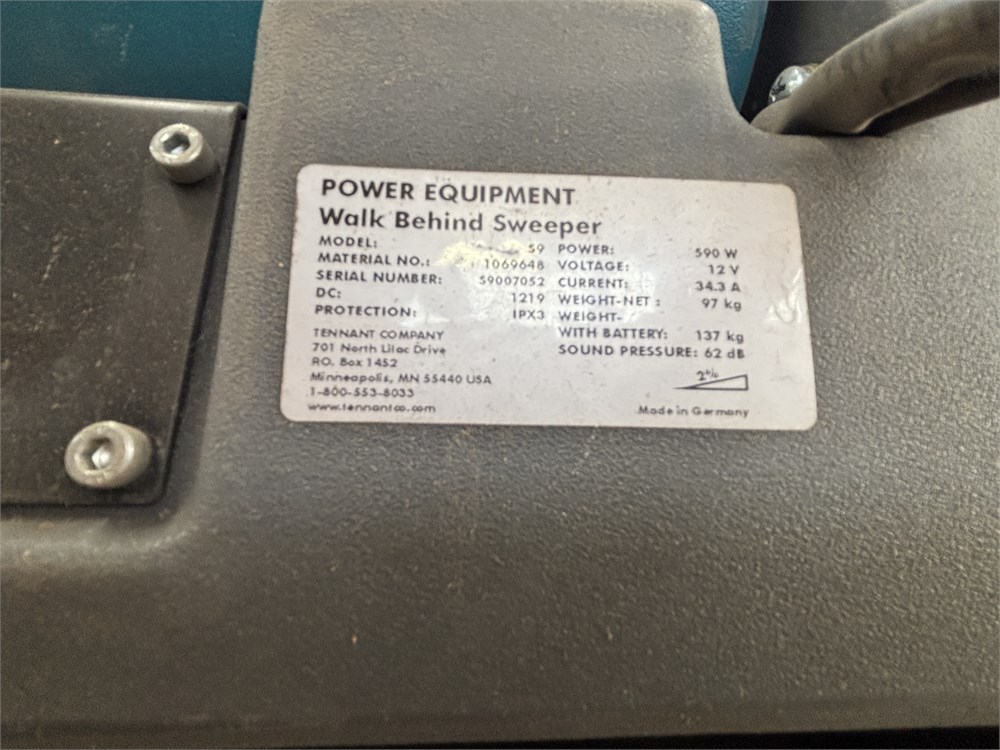 POWER EQUIPMENT
Walk Behind Sweeper
MODEL: S9
MATERIAL NO.: 1069648
SERIAL NUMBER: S9007052
DC: 1219
PROTECTION: IPX3
POWER: 590 W
VOLTAGE: 12 V
CURRENT: 34.3 A
WEIGHT-NET : 97 kg
WEIGHT-
WITH BATTERY: 137 kg
SOUND PRESSURE: 62 dB
TENNANT COMPANY
701 North Lilac Drive
P.O. Box 1452
Minneapolis, MN 55440 USA
1-800-553-8033
www.tennantco.com
2%
Made in Germany